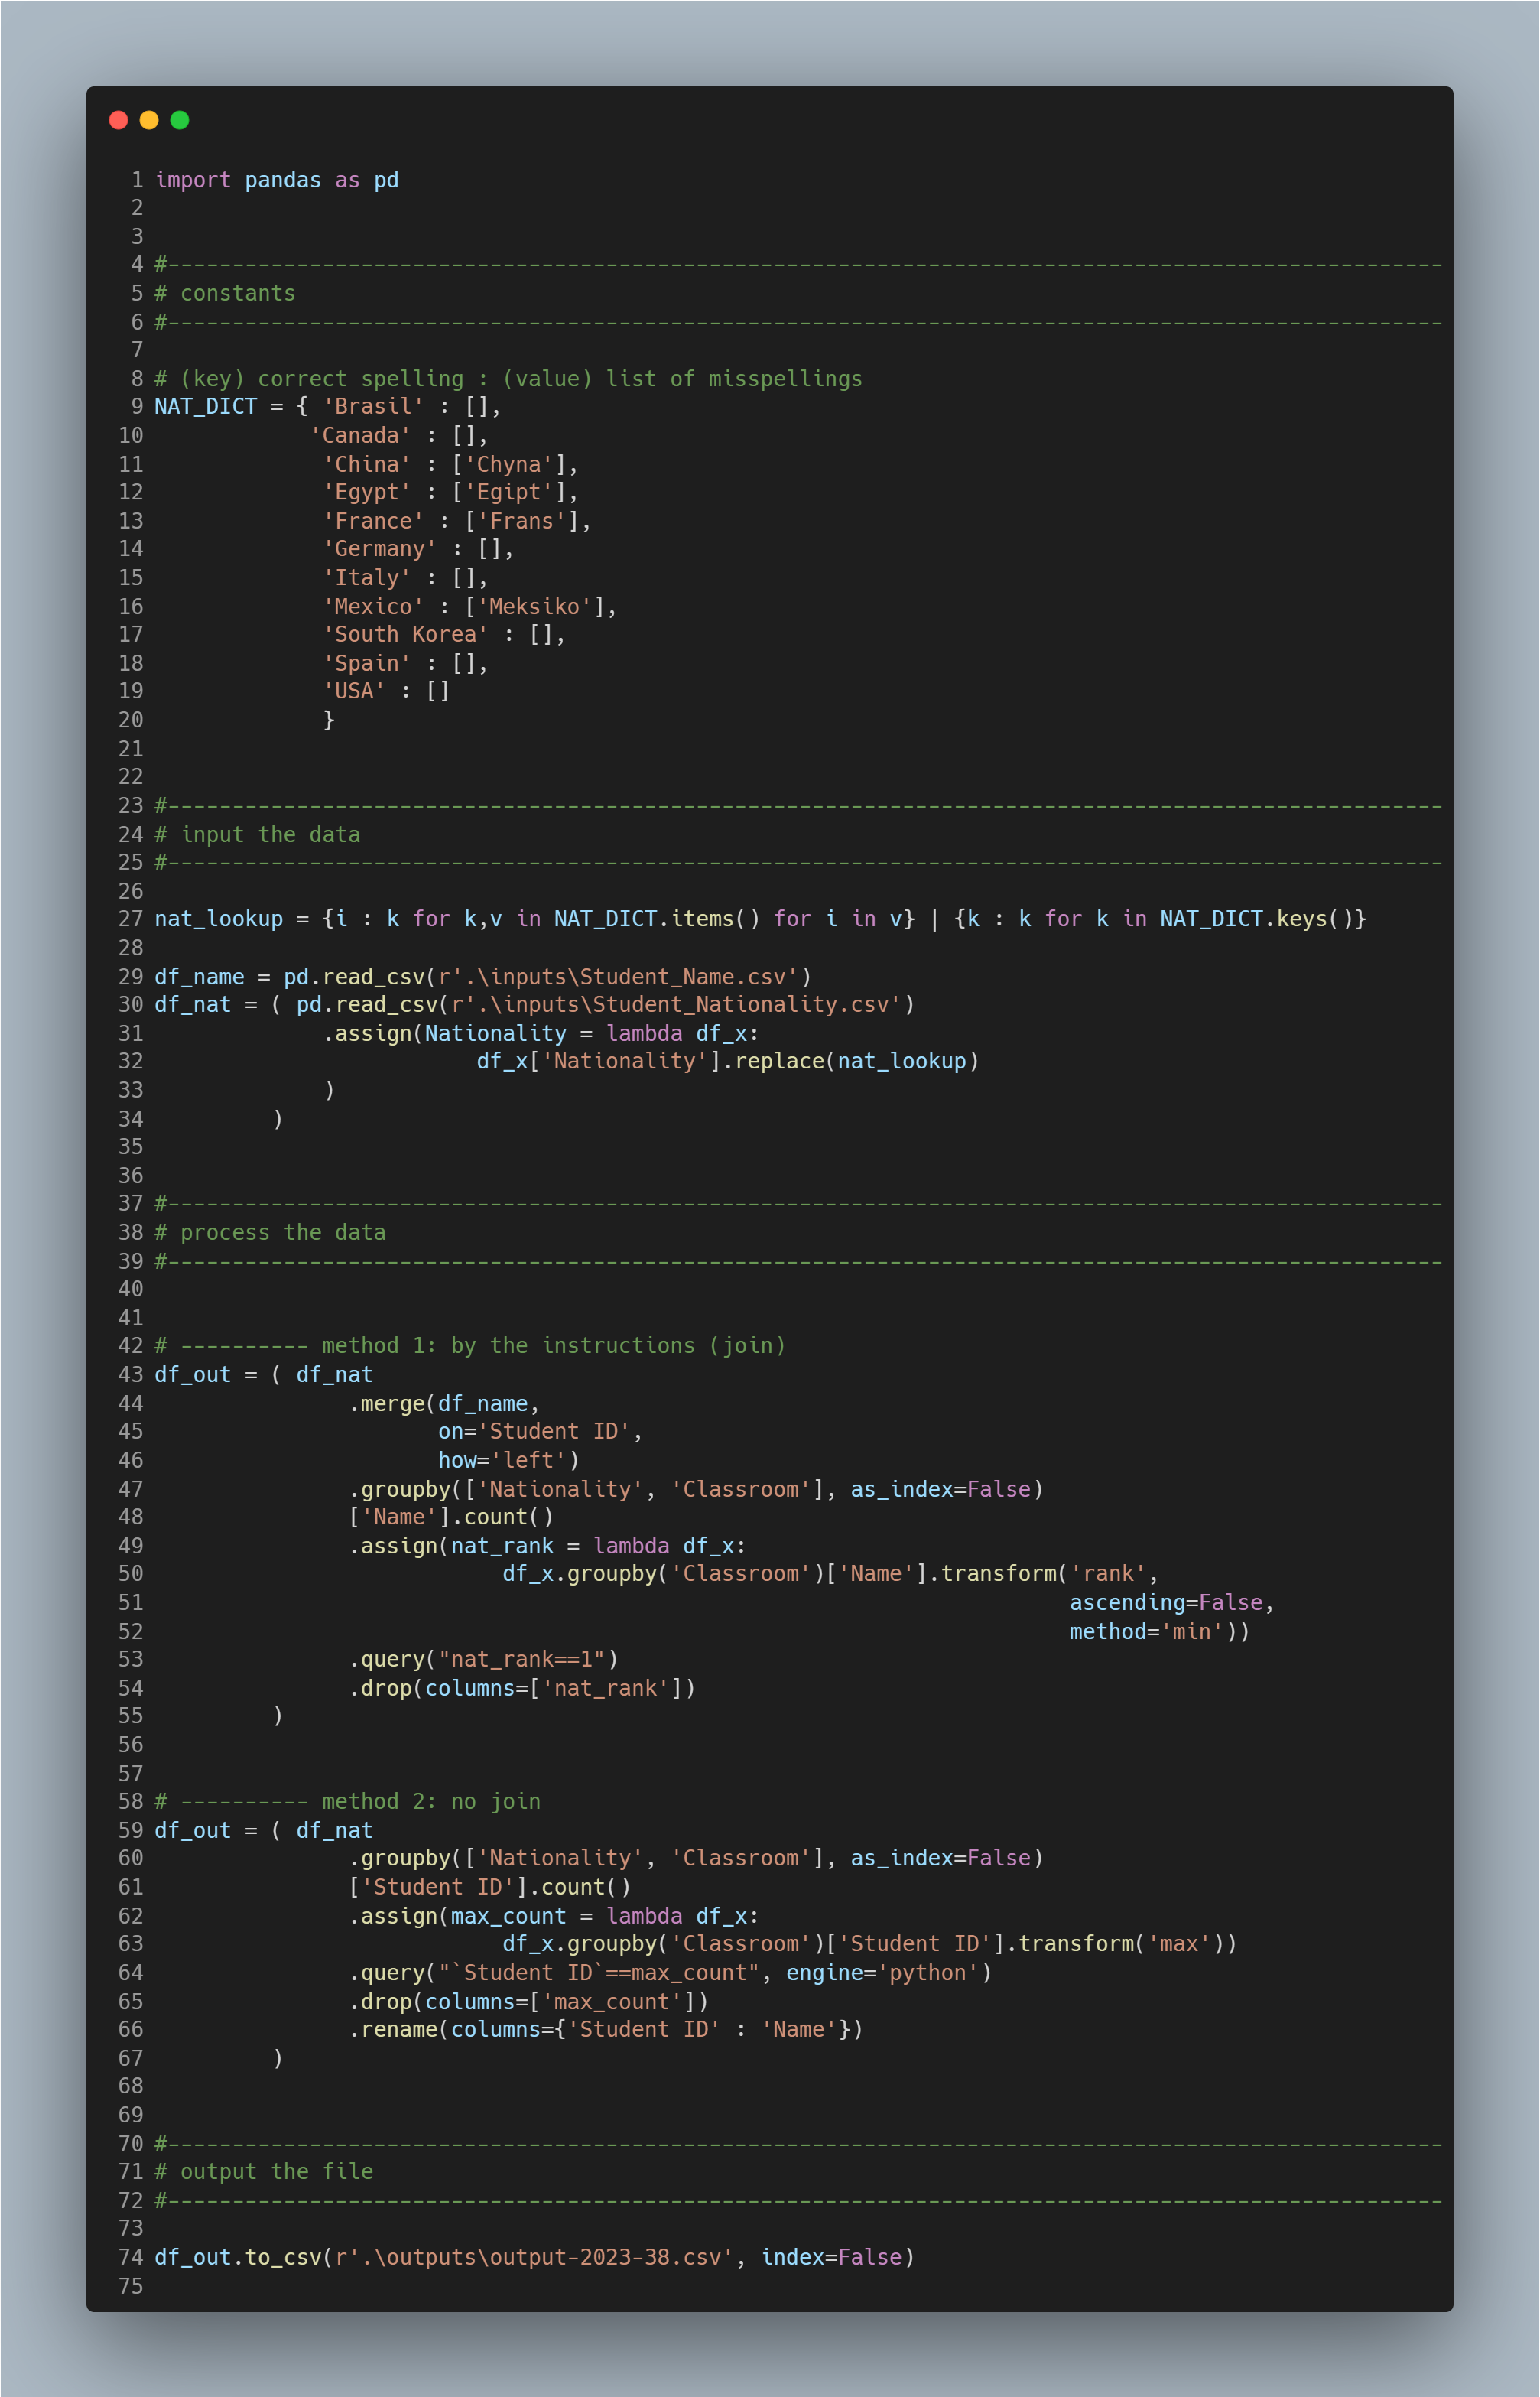 1 import pandas as pd
2
3
4 #---------------------------------------------------------------------------------------------------
5 # constants
6 #---------------------------------------------------------------------------------------------------
7
8 # (key) correct spelling : (value) list of misspellings
9 NAT_DICT = { 'Brasil' : [],
10             'Canada' : [],
11              'China' : ['Chyna'],
12              'Egypt' : ['Egipt'],
13              'France' : ['Frans'],
14              'Germany' : [],
15              'Italy' : [],
16              'Mexico' : ['Meksiko'],
17              'South Korea' : [],
18              'Spain' : [],
19              'USA' : []
20              }
21
22
23 #---------------------------------------------------------------------------------------------------
24 # input the data
25 #---------------------------------------------------------------------------------------------------
26
27 nat_lookup = {i : k for k,v in NAT_DICT.items() for i in v} | {k : k for k in NAT_DICT.keys()}
28
29 df_name = pd.read_csv(r'.\inputs\Student_Name.csv')
30 df_nat = ( pd.read_csv(r'.\inputs\Student_Nationality.csv')
31              .assign(Nationality = lambda df_x:
32                          df_x['Nationality'].replace(nat_lookup)
33              )
34          )
35
36
37 #---------------------------------------------------------------------------------------------------
38 # process the data
39 #---------------------------------------------------------------------------------------------------
40
41
42 # ---------- method 1: by the instructions (join)
43 df_out = ( df_nat
44                .merge(df_name,
45                       on='Student ID',
46                       how='left')
47                .groupby(['Nationality', 'Classroom'], as_index=False)
48                ['Name'].count()
49                .assign(nat_rank = lambda df_x:
50                            df_x.groupby('Classroom')['Name'].transform('rank',
51                                                                        ascending=False,
52                                                                        method='min'))
53                .query("nat_rank==1")
54                .drop(columns=['nat_rank'])
55          )
56
57
58 # ---------- method 2: no join
59 df_out = ( df_nat
60                .groupby(['Nationality', 'Classroom'], as_index=False)
61                ['Student ID'].count()
62                .assign(max_count = lambda df_x:
63                            df_x.groupby('Classroom')['Student ID'].transform('max'))
64                .query("`Student ID`==max_count", engine='python')
65                .drop(columns=['max_count'])
66                .rename(columns={'Student ID' : 'Name'})
67          )
68
69
70 #---------------------------------------------------------------------------------------------------
71 # output the file
72 #---------------------------------------------------------------------------------------------------
73
74 df_out.to_csv(r'.\outputs\output-2023-38.csv', index=False)
75